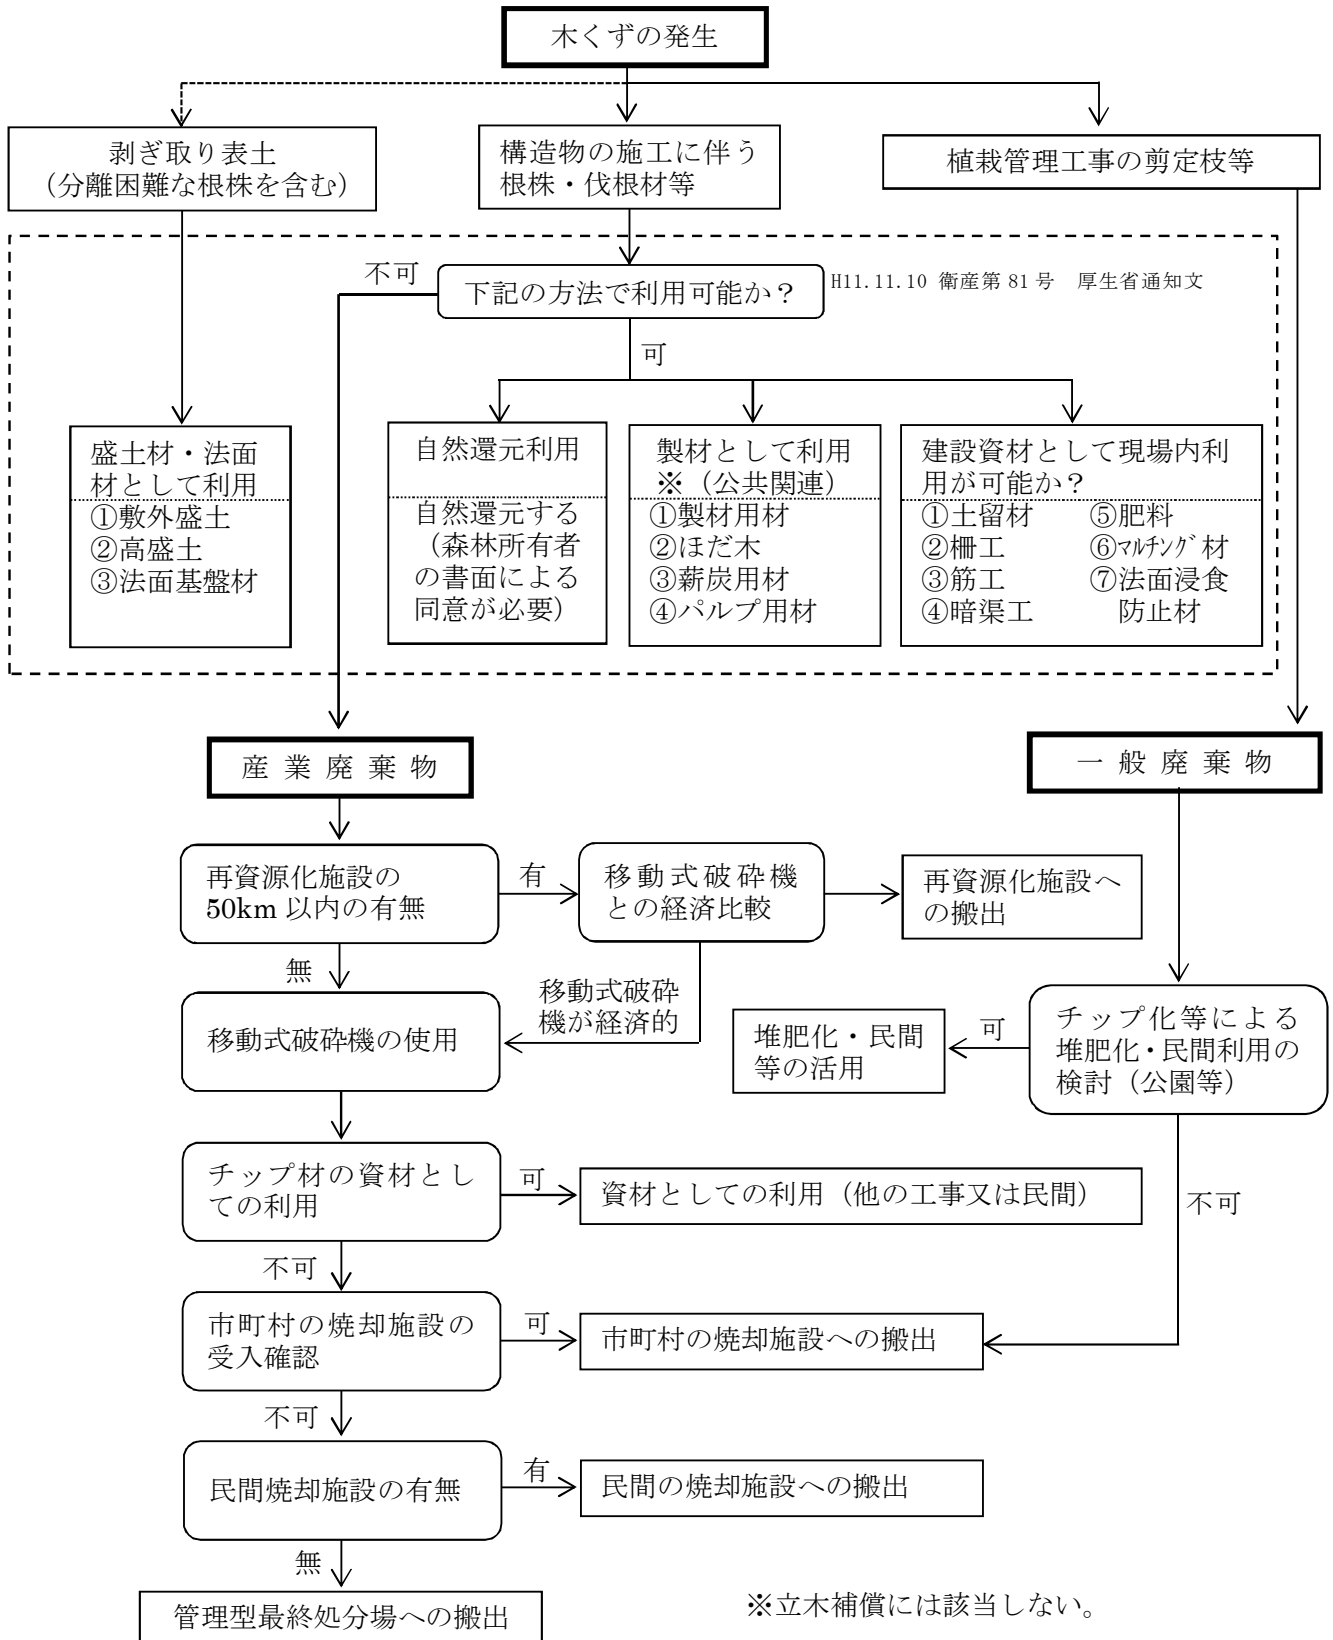 木くずの発生
剥ぎ取り表土
(分離困難な根株を含む)
構造物の施工に伴う
根株・伐根材等
植栽管理工事の剪定枝等
不可
下記の方法で利用可能か？
H11.11.10 衛産第81号　厚生省通知文
可
盛土材・法面
材として利用
①敷外盛土
②高盛土
③法面基盤材
自然還元利用
自然還元する
(森林所有者
の書面による
同意が必要)
製材として利用
※（公共関連）
①製材用材
②ほだ木
③薪炭用材
④パルプ用材
建設資材として現場内利
用が可能か？
①土留材
②柵工
③筋工
④暗渠工
⑤肥料
⑥ﾏﾙﾁﾝｸﾞ材
⑦法面浸食
防止材
産業廃棄物
一般廃棄物
再資源化施設の
50km 以内の有無
有
移動式破砕機
との経済比較
再資源化施設へ
の搬出
無
移動式破砕
機が経済的
移動式破砕機の使用
堆肥化・民間
等の活用
可
チップ化等による
堆肥化・民間利用の
検討（公園等）
チップ材の資材とし
ての利用
可
資材としての利用（他の工事又は民間）
不可
不可
市町村の焼却施設の
受入確認
可
市町村の焼却施設への搬出
不可
民間焼却施設の有無
有
民間の焼却施設への搬出
無
管理型最終処分場への搬出
※立木補償には該当しない。